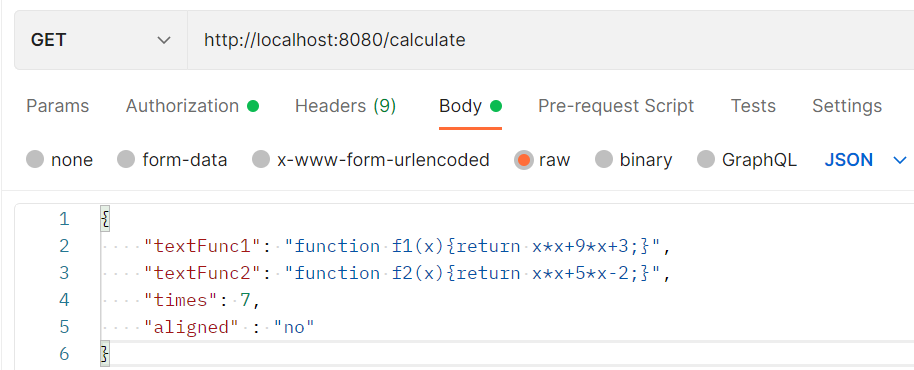 GET http://localhost:8080/calculate
Params Authorization Headers (9) Body Pre-request Script Tests Settings
none form-data x-www-form-urlencoded raw binary GraphQL JSON
1 {
2 ····"textFunc1":·"function·f1(x){return·x*x+9*x+3;}",
3 ····"textFunc2":·"function·f2(x){return·x*x+5*x-2;}",
4 ····"times":·7,
5 ····"aligned"·:·"no"
6 }